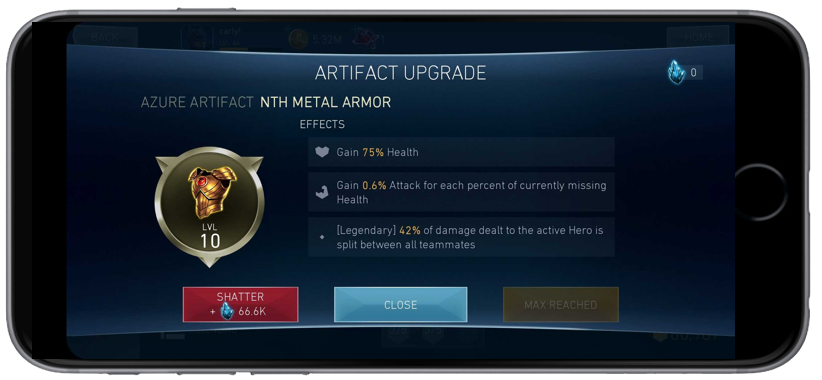 BACK
HOME
ARTIFACT UPGRADE
0
AZURE ARTIFACT NTH METAL ARMOR
EFFECTS
Gain 75% Health
Gain 0.6% Attack for each percent of currently missing
Health
[Legendary] 42% of damage dealt to the active Hero is
split between all teammates
LVL
10
SHATTER
+ 66.6K
CLOSE
MAX REACHED